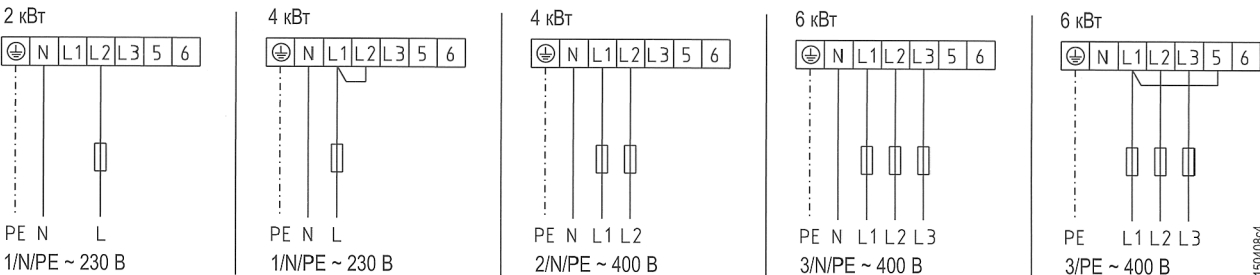 2 кВт
N L1 L2 L3 5 6
PE N L
1/N/PE ~ 230 В
4 кВт
N L1 L2 L3 5 6
PE N L
1/N/PE ~ 230 В
4 кВт
N L1 L2 L3 5 6
PE N L1 L2
2/N/PE ~ 400 В
6 кВт
N L1 L2 L3 5 6
PE N L1 L2 L3
3/N/PE ~ 400 В
6 кВт
N L1 L2 L3 5 6
PE L1 L2 L3
3/PE ~ 400 В